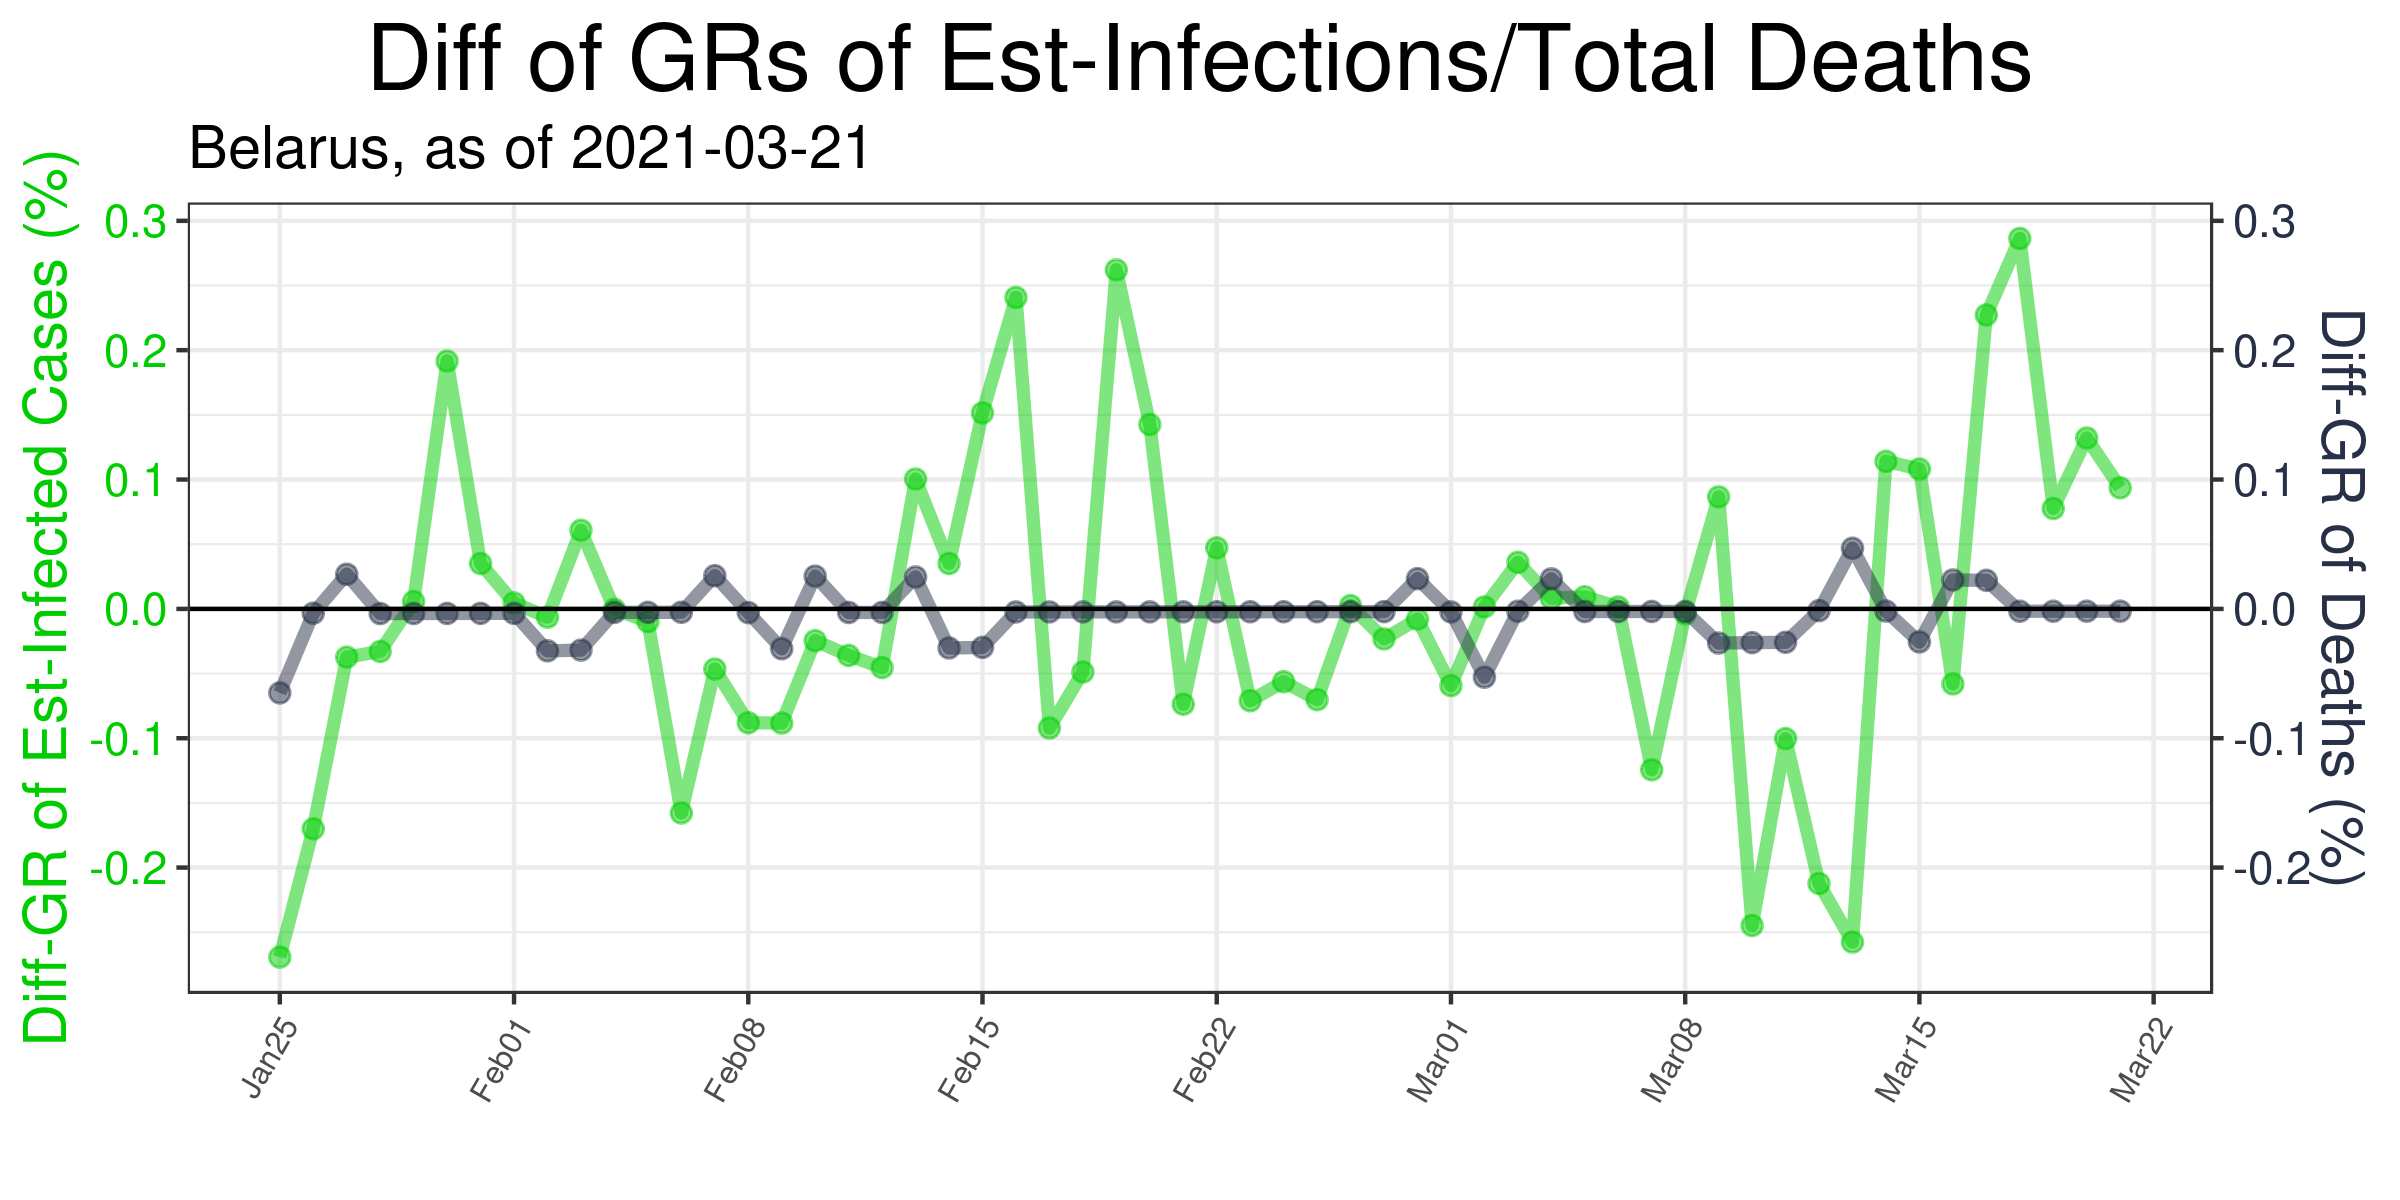 Diff of GRs of Est-Infections/Total Deaths
Belarus, as of 2021-03-21
Diff-GR of Est-Infected Cases (%)
0.3
0.2
0.1
0.0
-0.1
-0.2
0.3
0.2
0.1
0.0
-0.1
-0.2
Diff-GR of Deaths (%)
Jan25 Feb01 Feb08 Feb15 Feb22 Mar01 Mar08 Mar15 Mar22